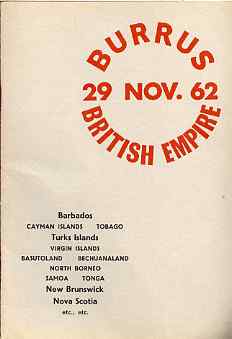 BURRUS
29 NOV. 62
BRITISH EMPIRE
Barbados
CAYMAN ISLANDS TOBAGO
Turks Islands
VIRGIN ISLANDS
BASUTOLAND BECHUANALAND
NORTH BORNEO
SAMOA TONGA
New Brunswick
Nova Scotia
etc., etc.